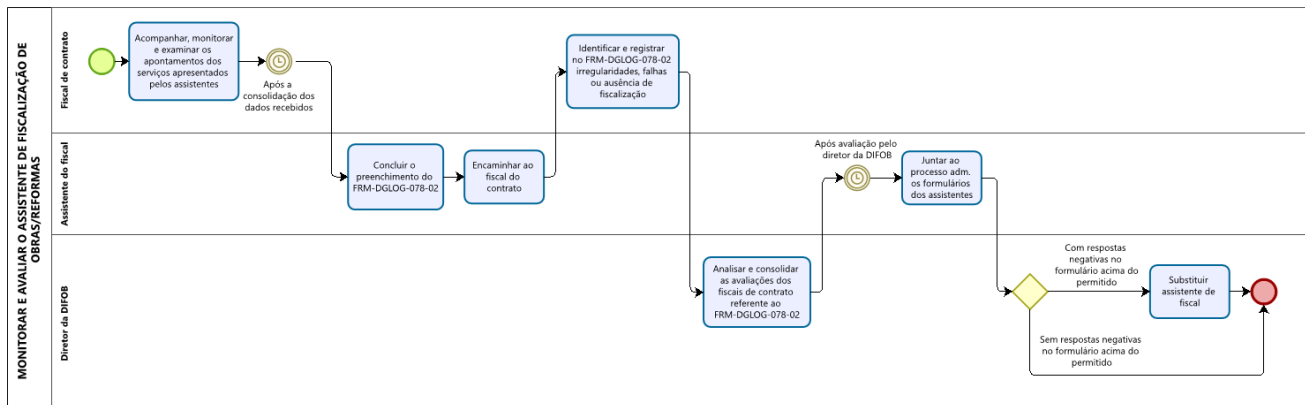 MONITORAR E AVALIAR O ASSISTENTE DE FISCALIZAÇÃO DE
OBRAS/REFORMAS
Fiscal de contrato
Acompanhar, monitorar
e examinar os
apontamentos dos
serviços apresentados
pelos assistentes
Após a
consolidação dos
dados recebidos
Identificar e registrar
no FRM-DGLOG-078-02
irregularidades, falhas
ou ausência de
fiscalização
Assistente do fiscal
Concluir o
preenchimento do
FRM-DGLOG-078-02
Encaminhar ao
fiscal do
contrato
Após avaliação pelo
diretor da DIFOB
Juntar ao
processo adm.
os formulários
dos assistentes
Diretor da DIFOB
Analisar e consolidar
as avaliações dos
fiscais de contrato
referente ao
FRM-DGLOG-078-02
Com respostas
negativas no
formulário acima do
permitido
Substituir
assistente de
fiscal
Sem respostas negativas
no formulário acima do
permitido